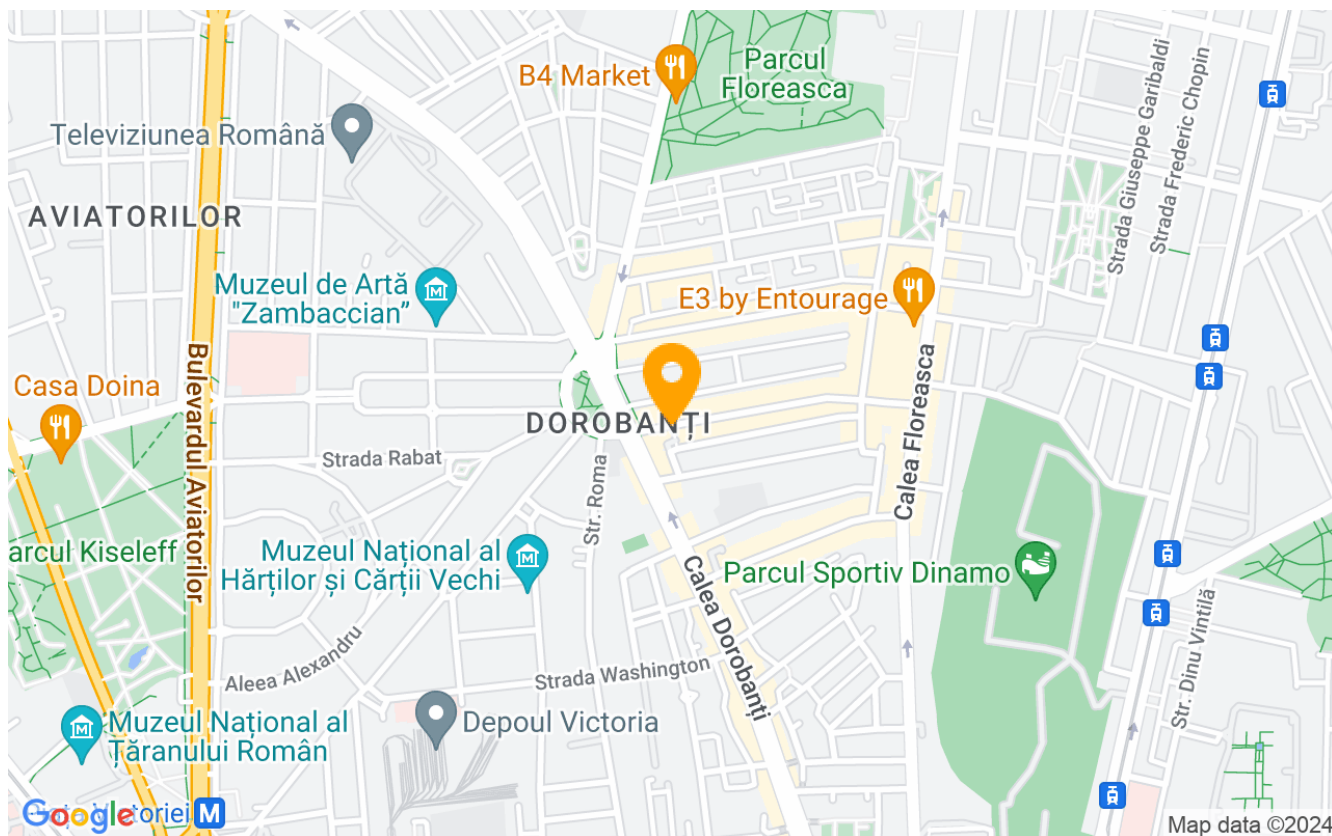 B4 Market
Parcul
Floreasca
Televiziunea Română
Strada Giuseppe Garibaldi
Strada Frederic Chopin
AVIATORILOR
Muzeul de Artă
"Zambaccian”
E3 by Entourage
Casa Doina
Bulevardul Aviatorilor
DOROBANȚI
Calea Floreasca
Strada Rabat
Str. Roma
arcul Kiseleff
Muzeul Național al
Hărților și Cărții Vechi
Calea Dorobanți
Parcul Sportiv Dinamo
Str. Dinu Vintilă
Aleea Alexandru
Strada Washington
Muzeul Național al
Țăranului Român
Depoul Victoria
Google
toriei
M
Map data ©2024